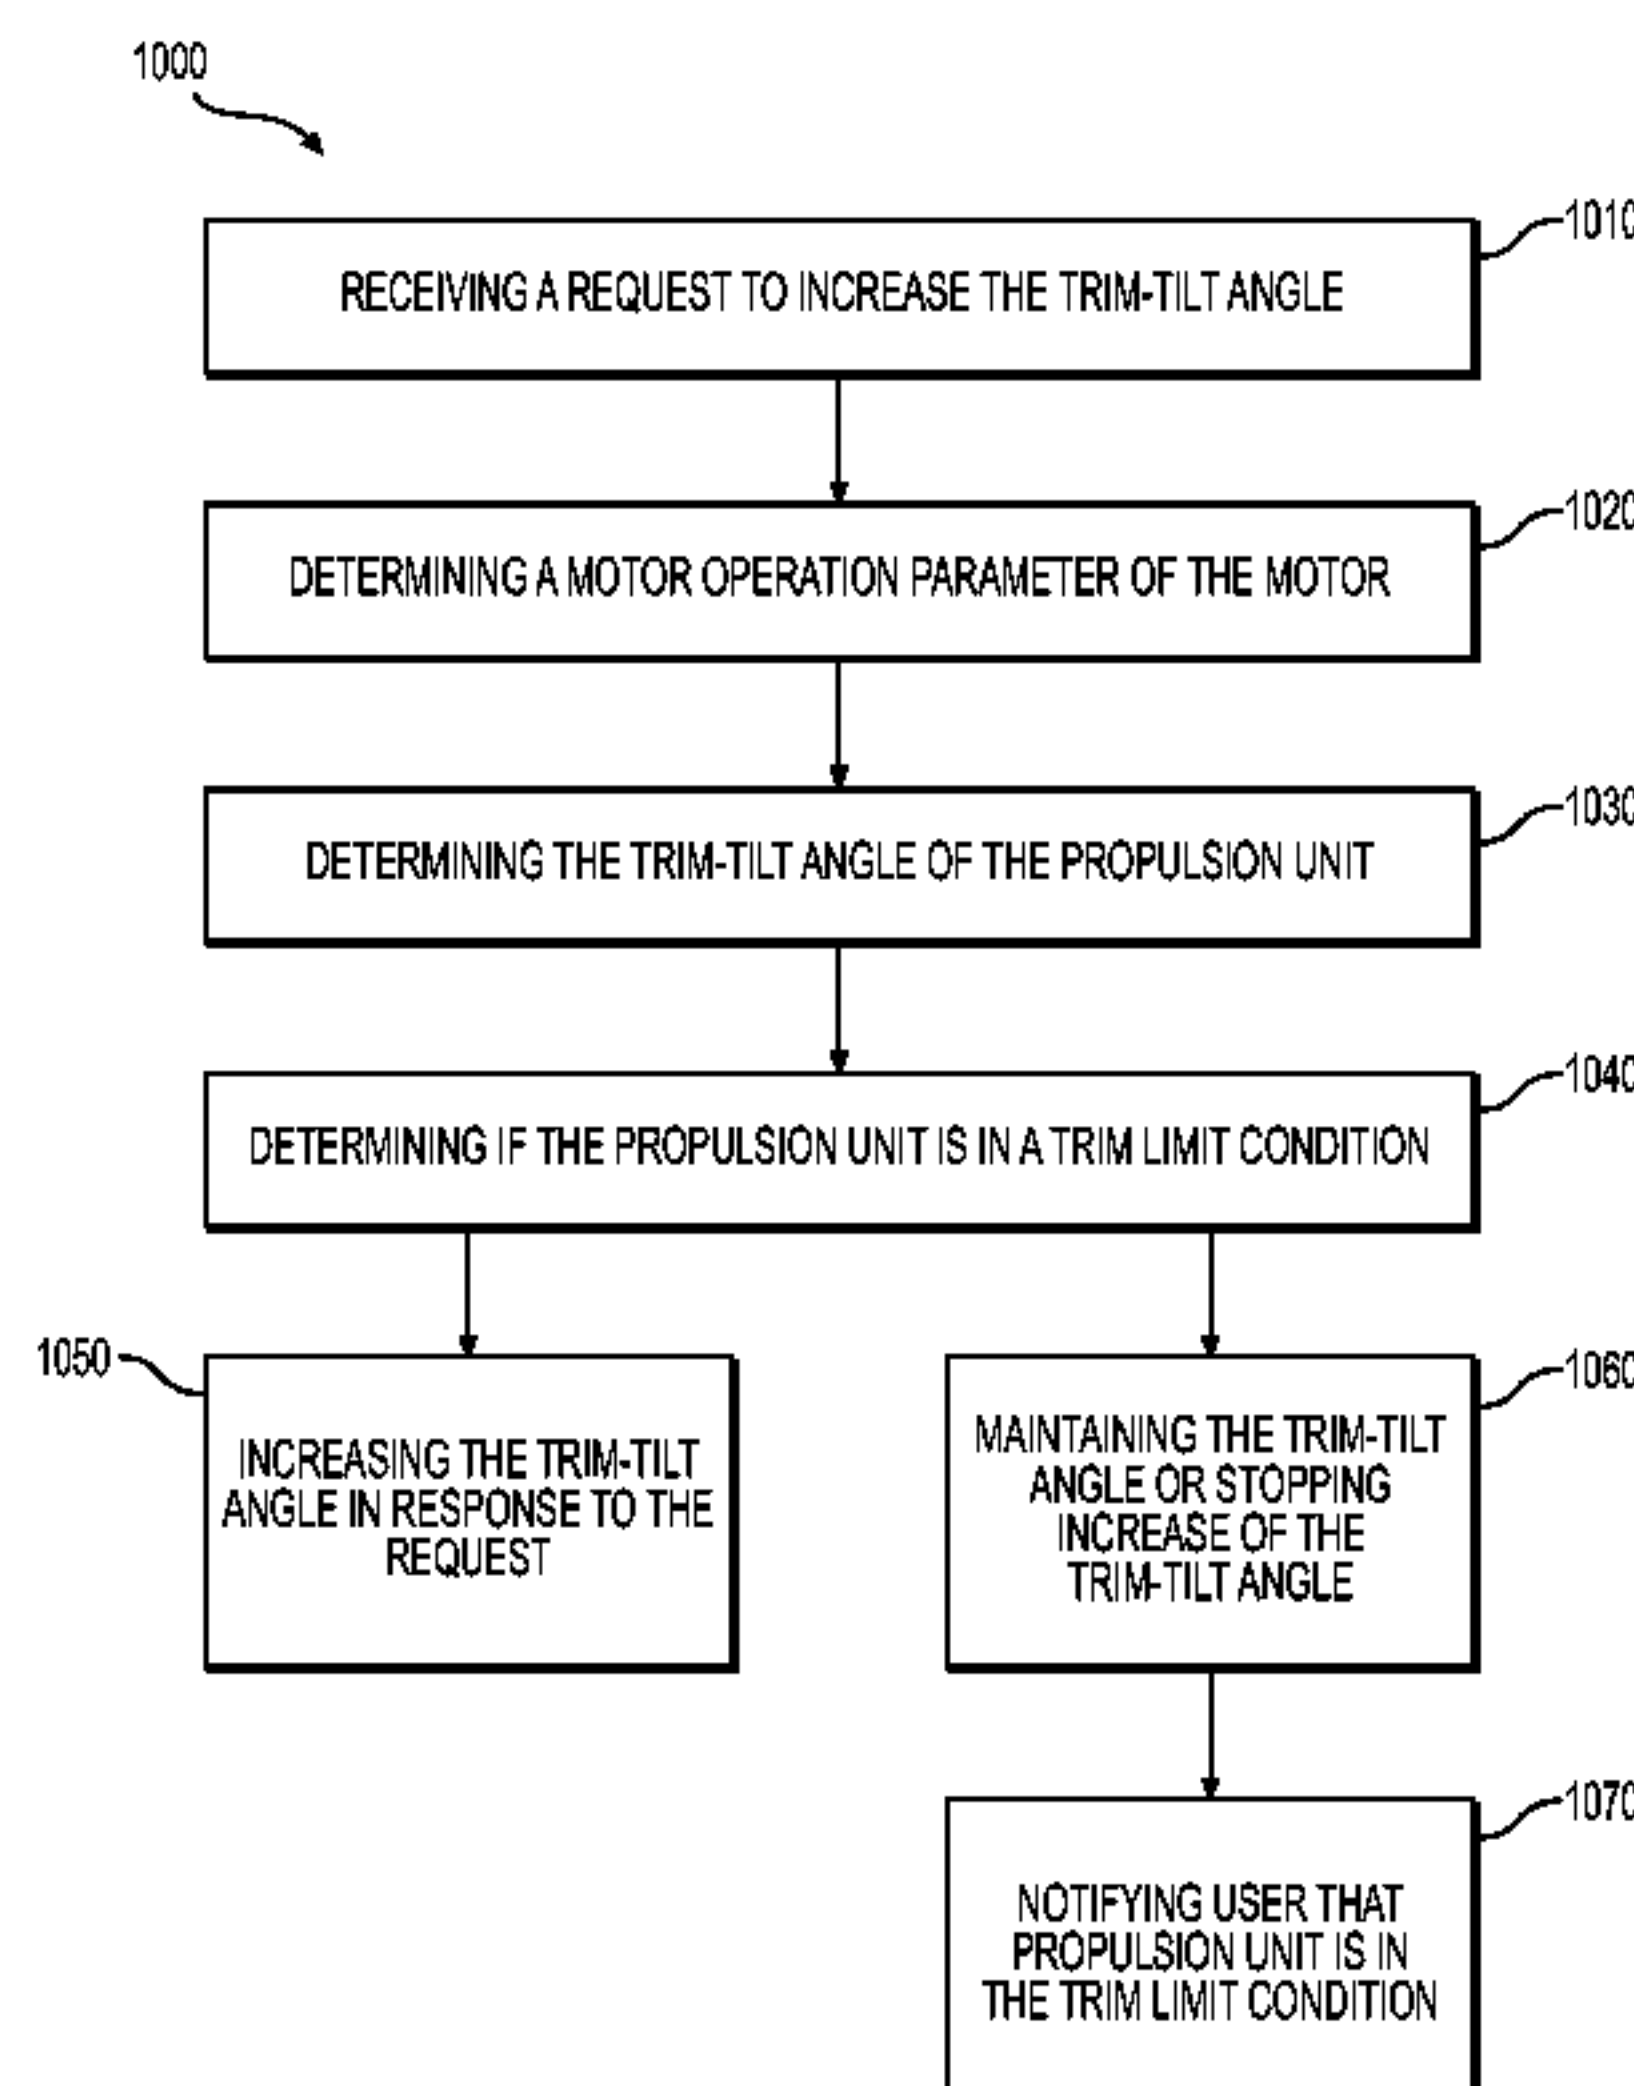 1000
1010
RECEIVING A REQUEST TO INCREASE THE TRIM-TILT ANGLE
1020
DETERMINING A MOTOR OPERATION PARAMETER OF THE MOTOR
1030
DETERMINING THE TRIM-TILT ANGLE OF THE PROPULSION UNIT
1040
DETERMINING IF THE PROPULSION UNIT IS IN A TRIM LIMIT CONDITION
1050
INCREASING THE TRIM-TILT
ANGLE IN RESPONSE TO THE
REQUEST
1060
MAINTAINING THE TRIM-TILT
ANGLE OR STOPPING
INCREASE OF THE
TRIM-TILT ANGLE
1070
NOTIFYING USER THAT
PROPULSION UNIT IS IN
THE TRIM LIMIT CONDITION